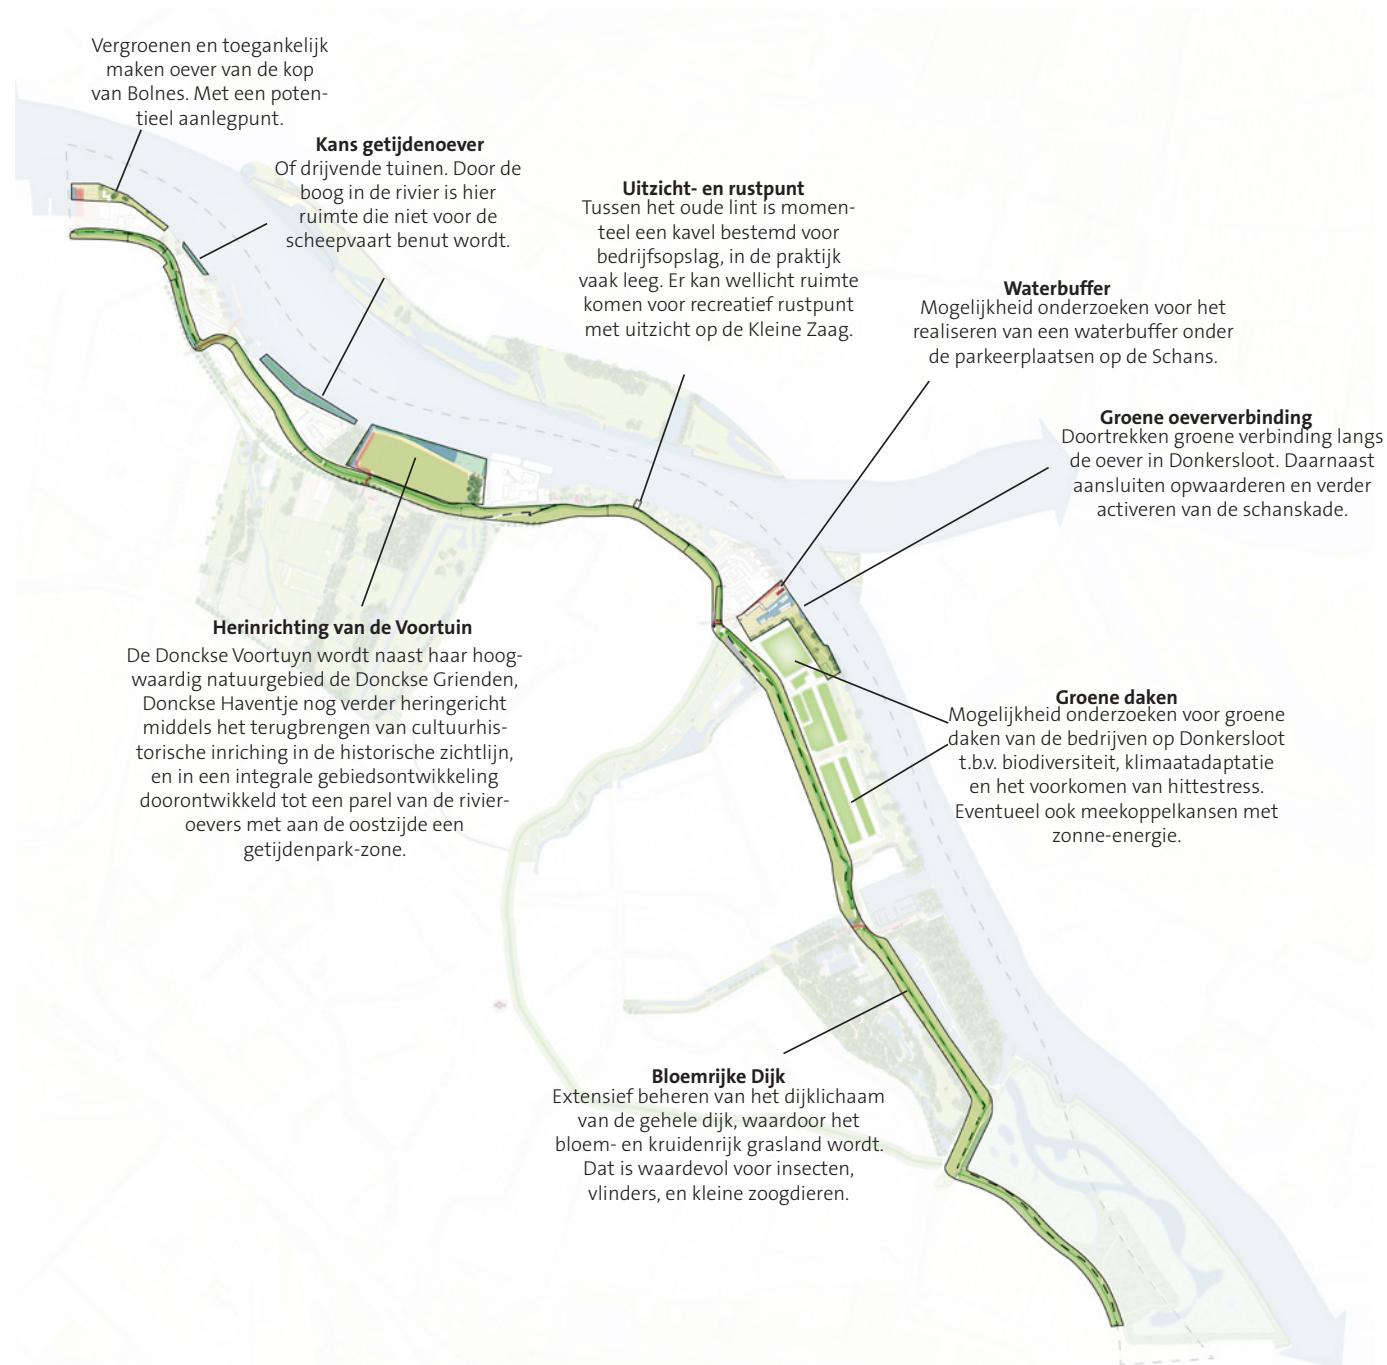 Vergroenen en toegankelijk
maken oever van de kop
van Bolnes. Met een poten-
tieel aanlegpunt.
Kans getijdenoever
Of drijvende tuinen. Door de
boog in de rivier is hier
ruimte die niet voor de
scheepvaart benut wordt.
Uitzicht- en rustpunt
Tussen het oude lint is momen-
teel een kavel bestemd voor
bedrijfsopslag, in de praktijk
vaak leeg. Er kan wellicht ruimte
komen voor recreatief rustpunt
met uitzicht op de Kleine Zaag.
Waterbuffer
Mogelijkheid onderzoeken voor het
realiseren van een waterbuffer onder
de parkeerplaatsen op de Schans.
Groene oeververbinding
Doortrekken groene verbinding langs
de oever in Donkersloot. Daarnaast
aansluiten opwaarderen en verder
activeren van de schanskade.
Herinrichting van de Voortuin
De Donckse Voortuyn wordt naast haar hoog-
waardig natuurgebied de Donckse Grienden,
Donckse Haventje nog verder heringericht
middels het terugbrengen van cultuurhis-
torische inriching in de historische zichtlijn,
en in een integrale gebiedsontwikkeling
doorontwikkeld tot een parel van de rivier-
oevers met aan de oostzijde een
getijdenpark-zone.
Groene daken
Mogelijkheid onderzoeken voor groene
daken van de bedrijven op Donkersloot
t.b.v. biodiversiteit, klimaatadaptatie
en het voorkomen van hittestress.
Eventueel ook meekoppelkansen met
zonne-energie.
Bloemrijke Dijk
Extensief beheren van het dijklichaam
van de gehele dijk, waardoor het
bloem- en kruidenrijk grasland wordt.
Dat is waardevol voor insecten,
vlinders, en kleine zoogdieren.